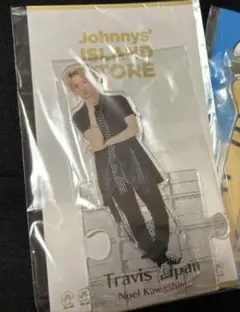 Johnnys'
ISLAND
STORE
Travis Japan
Noel Kawashima